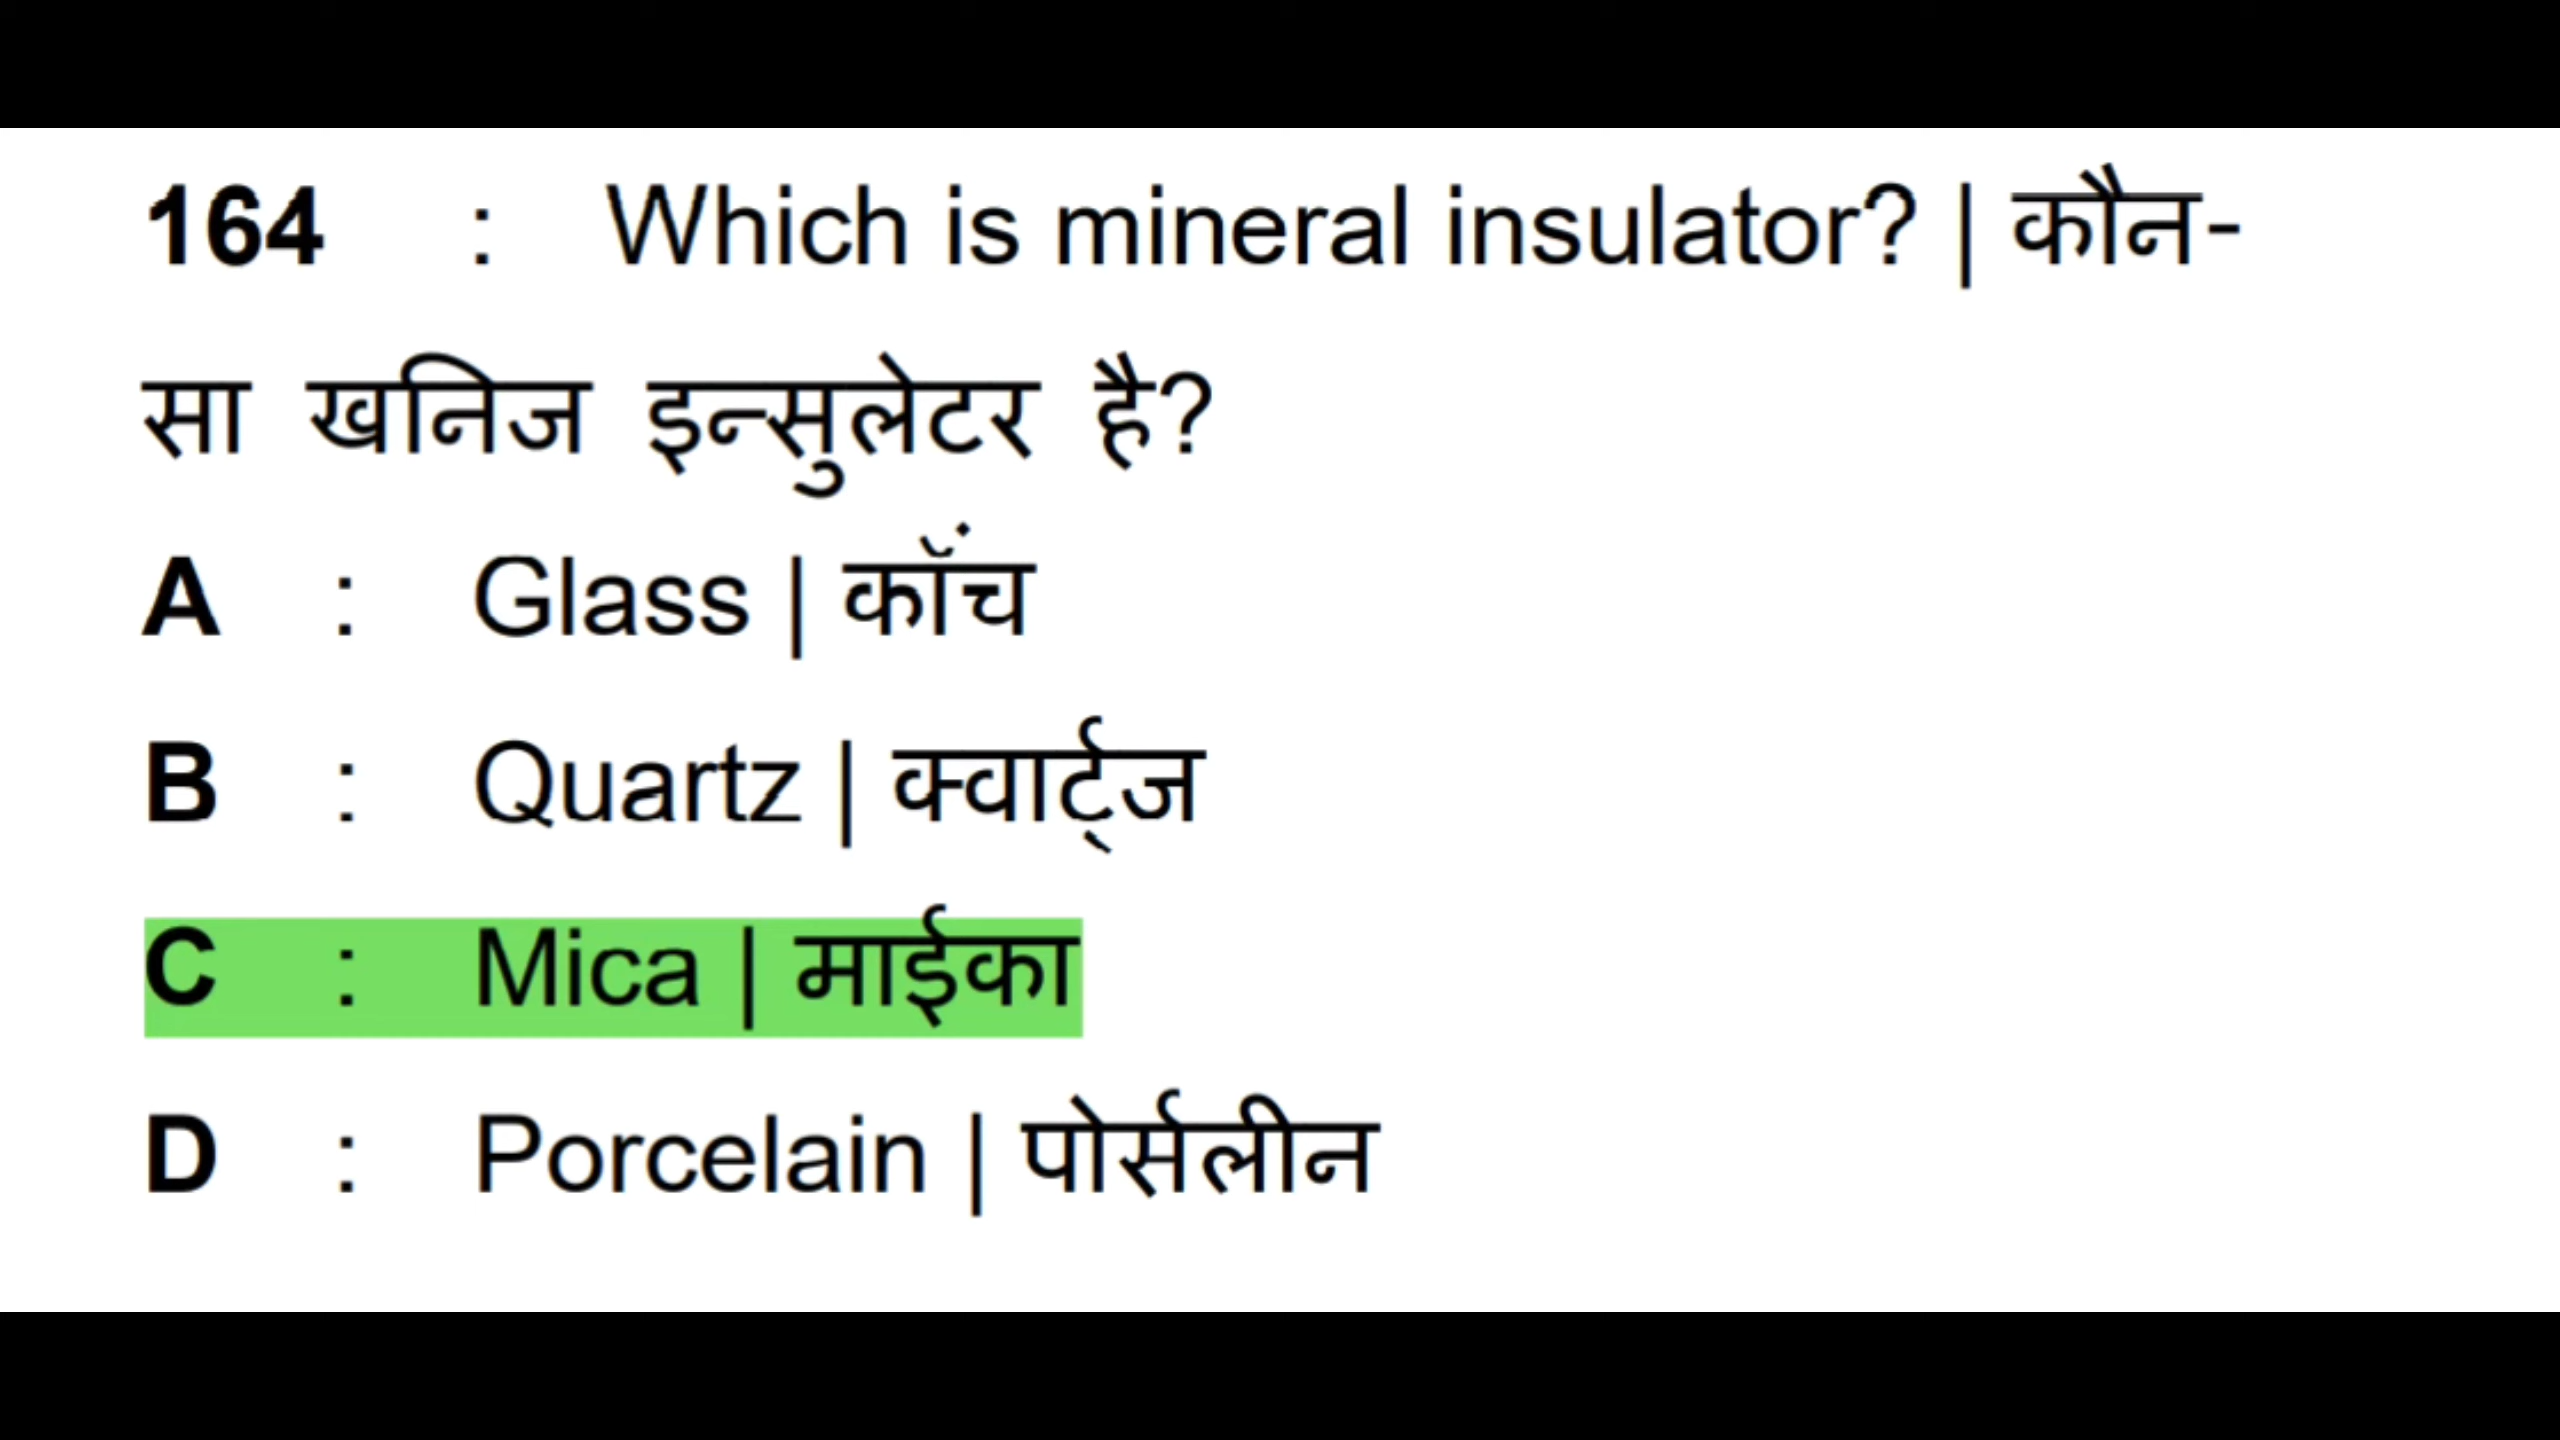 164 : Which is mineral insulator? | कौन-
सा खनिज इन्सुलेटर है?
A : Glass | कॉंच
B : Quartz | क्वार्ट्ज
C : Mica | माईका
D : Porcelain | पोर्सलीन